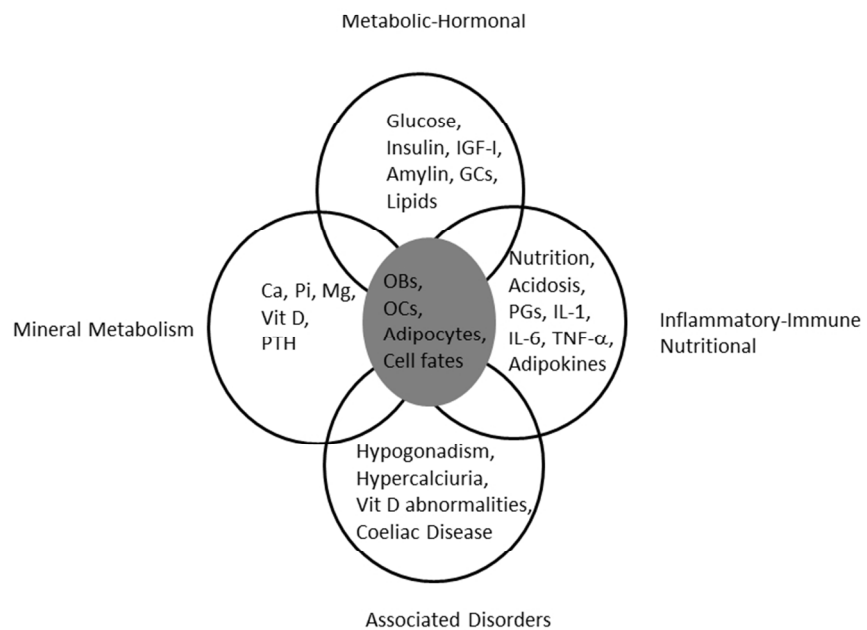 Metabolic-Hormonal
Glucose,
Insulin, IGF-I,
Amylin, GCs,
Lipids
Mineral Metabolism
Ca, Pi, Mg,
Vit D,
PTH
OBs,
OCs,
Adipocytes,
Cell fates
Nutrition,
Acidosis,
PGs, IL-1,
IL-6, TNF-α,
Adipokines
Inflammatory-Immune
Nutritional
Hypogonadism,
Hypercalciuria,
Vit D abnormalities,
Coeliac Disease
Associated Disorders